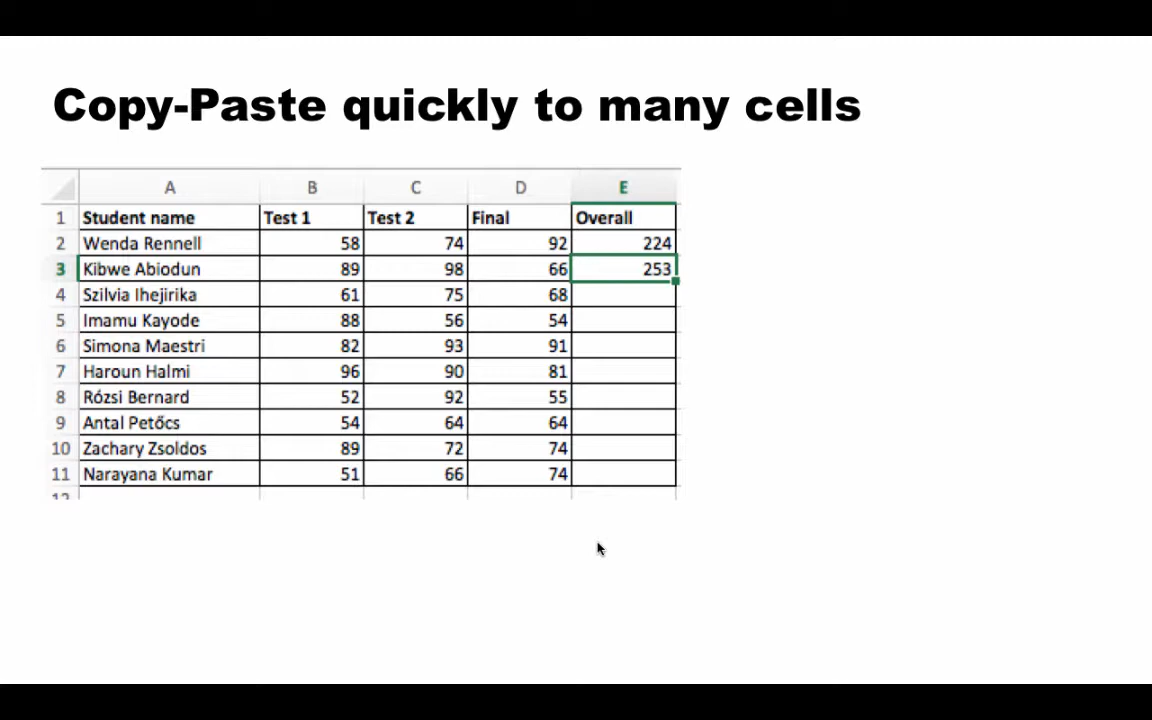 Copy-Paste quickly to many cells
A B C D E
1 Student name Test 1 Test 2 Final Overall
2 Wenda Rennell 58 74 92 224
3 Kibwe Abiodun 89 98 66 253
4 Szilvia Ihejirika 61 75 68
5 Imamu Kayode 88 56 54
6 Simona Maestri 82 93 91
7 Haroun Halmi 96 90 81
8 Rózsi Bernard 52 92 55
9 Antal Petőcs 54 64 64
10 Zachary Zsoldos 89 72 74
11 Narayana Kumar 51 66 74
12